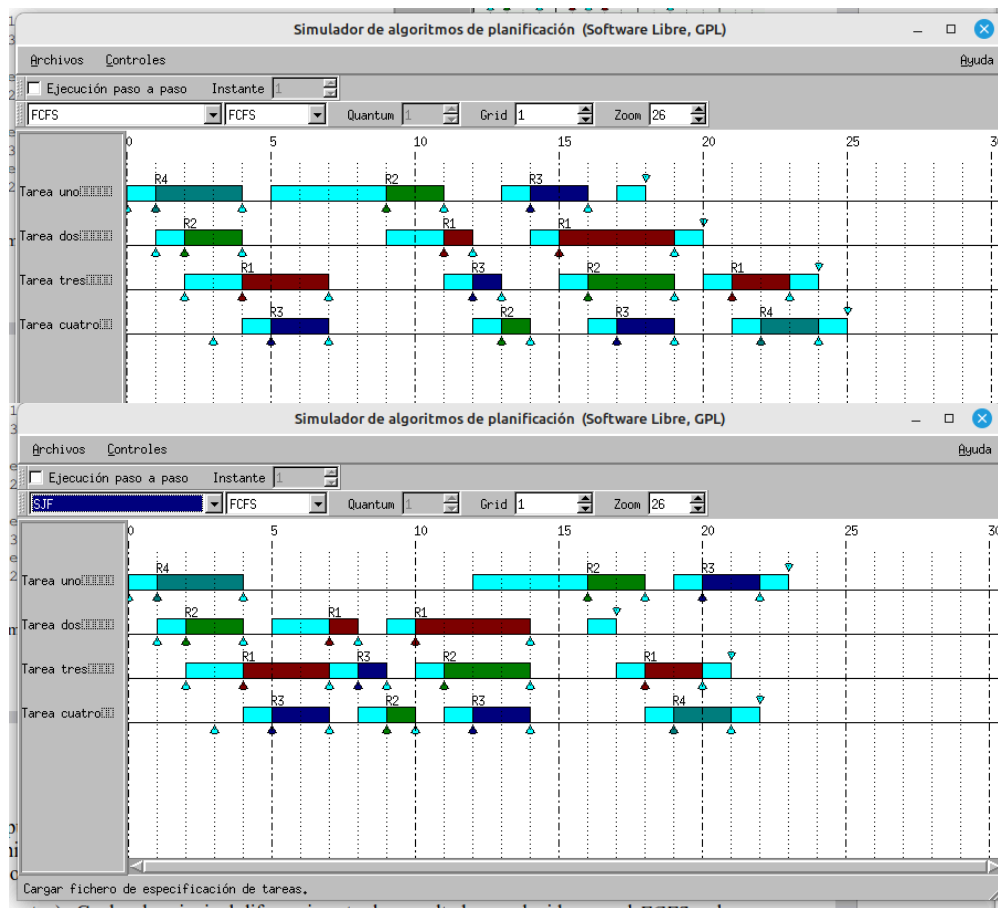 Simulador de algoritmos de planificación (Software Libre, GPL)
Archivos Controles Ayuda
Ejecución paso a paso Instante 1
FCFS FCFS Quantum 1 Grid 1 Zoom 26
0 5 10 15 20 25 30
R4 R2 R3
Tarea uno
R2 R1 R1
Tarea dos
R1 R3 R2 R1
Tarea tres
R3 R2 R3 R4
Tarea cuatro
Simulador de algoritmos de planificación (Software Libre, GPL)
Archivos Controles Ayuda
Ejecución paso a paso Instante 1
SJF FCFS Quantum 1 Grid 1 Zoom 26
0 5 10 15 20 25 30
R4 R2 R3
Tarea uno
R2 R1 R1
Tarea dos
R1 R3 R2 R1
Tarea tres
R3 R2 R3 R4
Tarea cuatro
Cargar fichero de especificación de tareas.